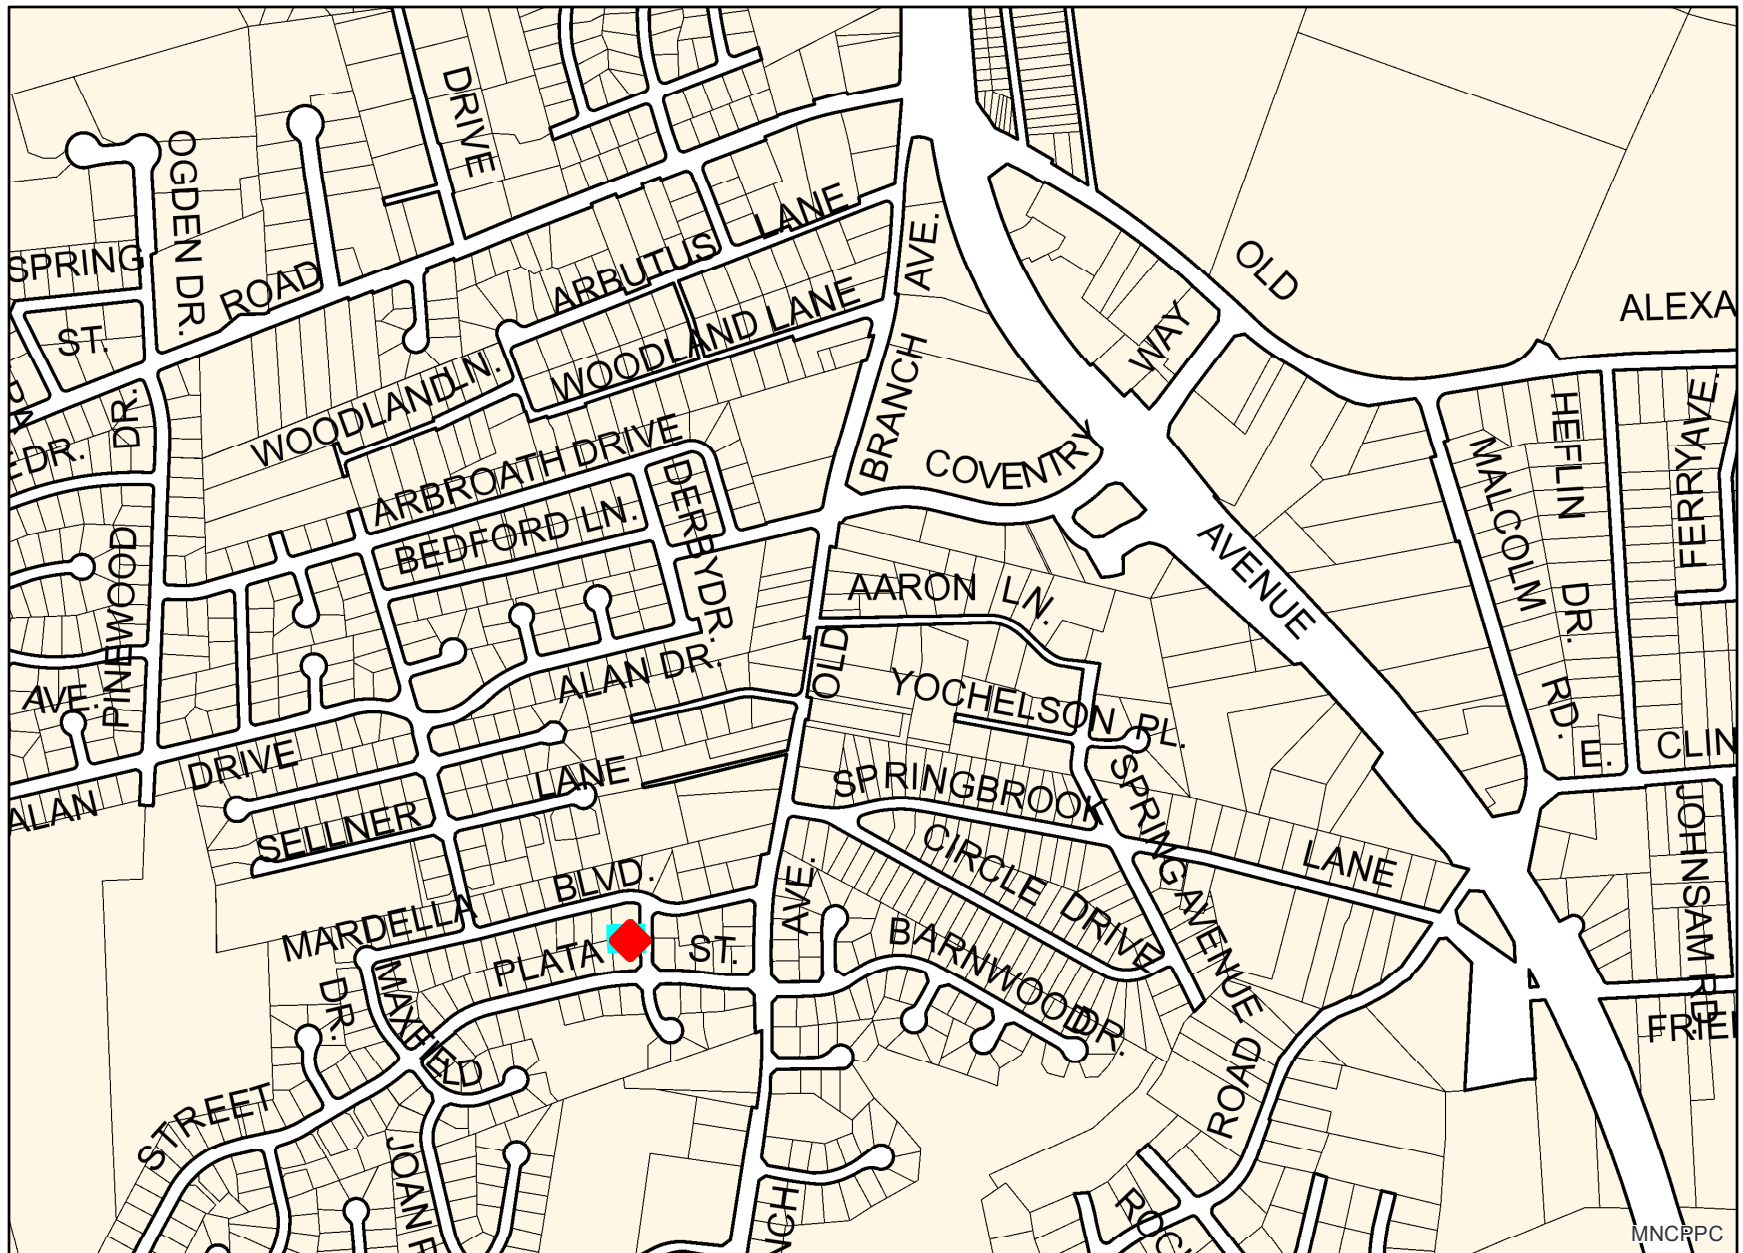 DRIVE
OGDEN DR.
SPRING
ST.
ROAD
ARBUTUS LANE
AVE.
OLD
ALEXA
WAY
WOODLAND LN.
WOODLAND LANE
BRANCH
DR.
DR.
ARBROATH DRIVE
COVENTRY
HEFLIN
DR.
FERRY AVE.
MALCOLM
RD.
BEDFORD LN.
DERBY DR.
AVENUE
AARON LN.
PINEWOOD
AVE.
OLD
ALAN DR.
YOCHELSON PL.
E.
CLIN
DRIVE
ALAN
LANE
SELLNER
SPRINGBROOK
LANE
SPRING AVENUE
JOHNSAM RD.
CIRCLE DRIVE
BLVD.
MARDELLA
AVE.
PLATA ST.
BARNWOOD DR.
MAXFIELD
DR.
FRIE
ROAD
STREET
JOAN
NCH
ROC
MNCPPC